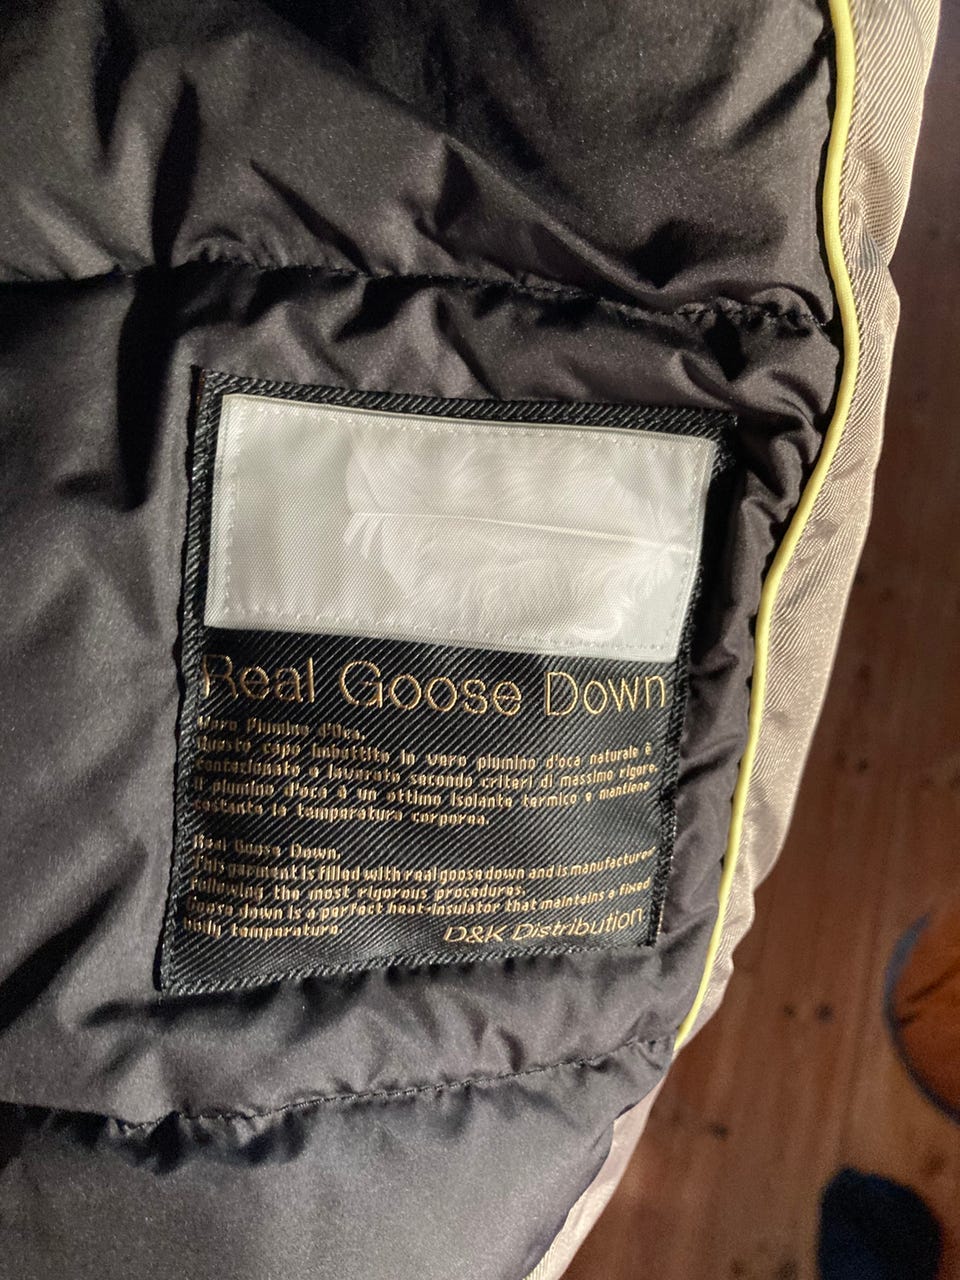 Real Goose Down
Vero Piumino d'Oca.
Questo capo imbottito in vero piumino d'oca naturale è
confezionato e lavorato secondo criteri di massimo rigore.
Il piumino d'oca è un ottimo isolante termico e mantiene
costante la temperatura corporea.
Real Goose Down.
This garment is filled with real goose down and is manufactured
following the most rigorous procedures.
Goose down is a perfect heat-insulator that maintains a fixed
body temperature.
D&K Distribution